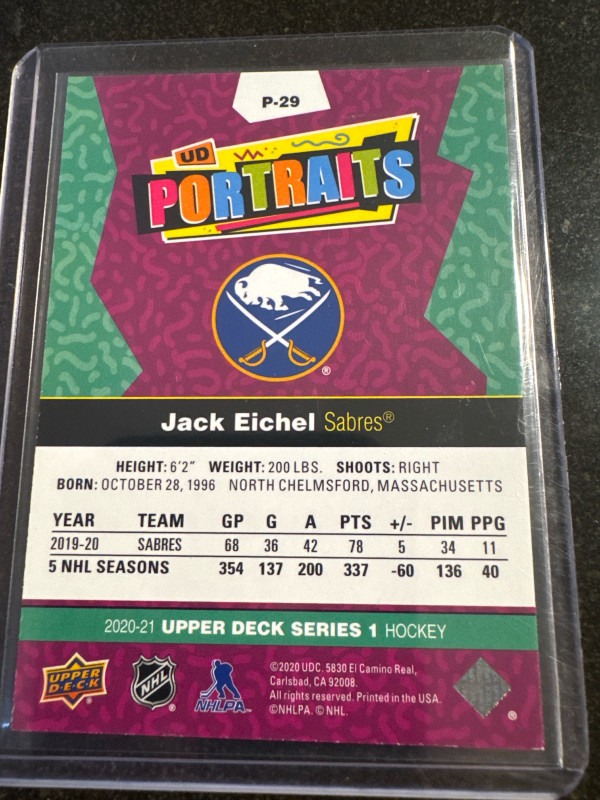 P-29
UD
PORTRAITS
®
Jack Eichel Sabres®
HEIGHT: 6'2" WEIGHT: 200 LBS. SHOOTS: RIGHT
BORN: OCTOBER 28, 1996 NORTH CHELMSFORD, MASSACHUSETTS
YEAR TEAM GP G A PTS +/- PIM PPG
2019-20 SABRES 68 36 42 78 5 34 11
5 NHL SEASONS 354 137 200 337 -60 136 40
2020-21 UPPER DECK SERIES 1 HOCKEY
UPPER DECK
NHL ®
NHLPA
©2020 UDC. 5830 El Camino Real,
Carlsbad, CA 92008.
All rights reserved. Printed in the USA.
©NHLPA. © NHL.
®